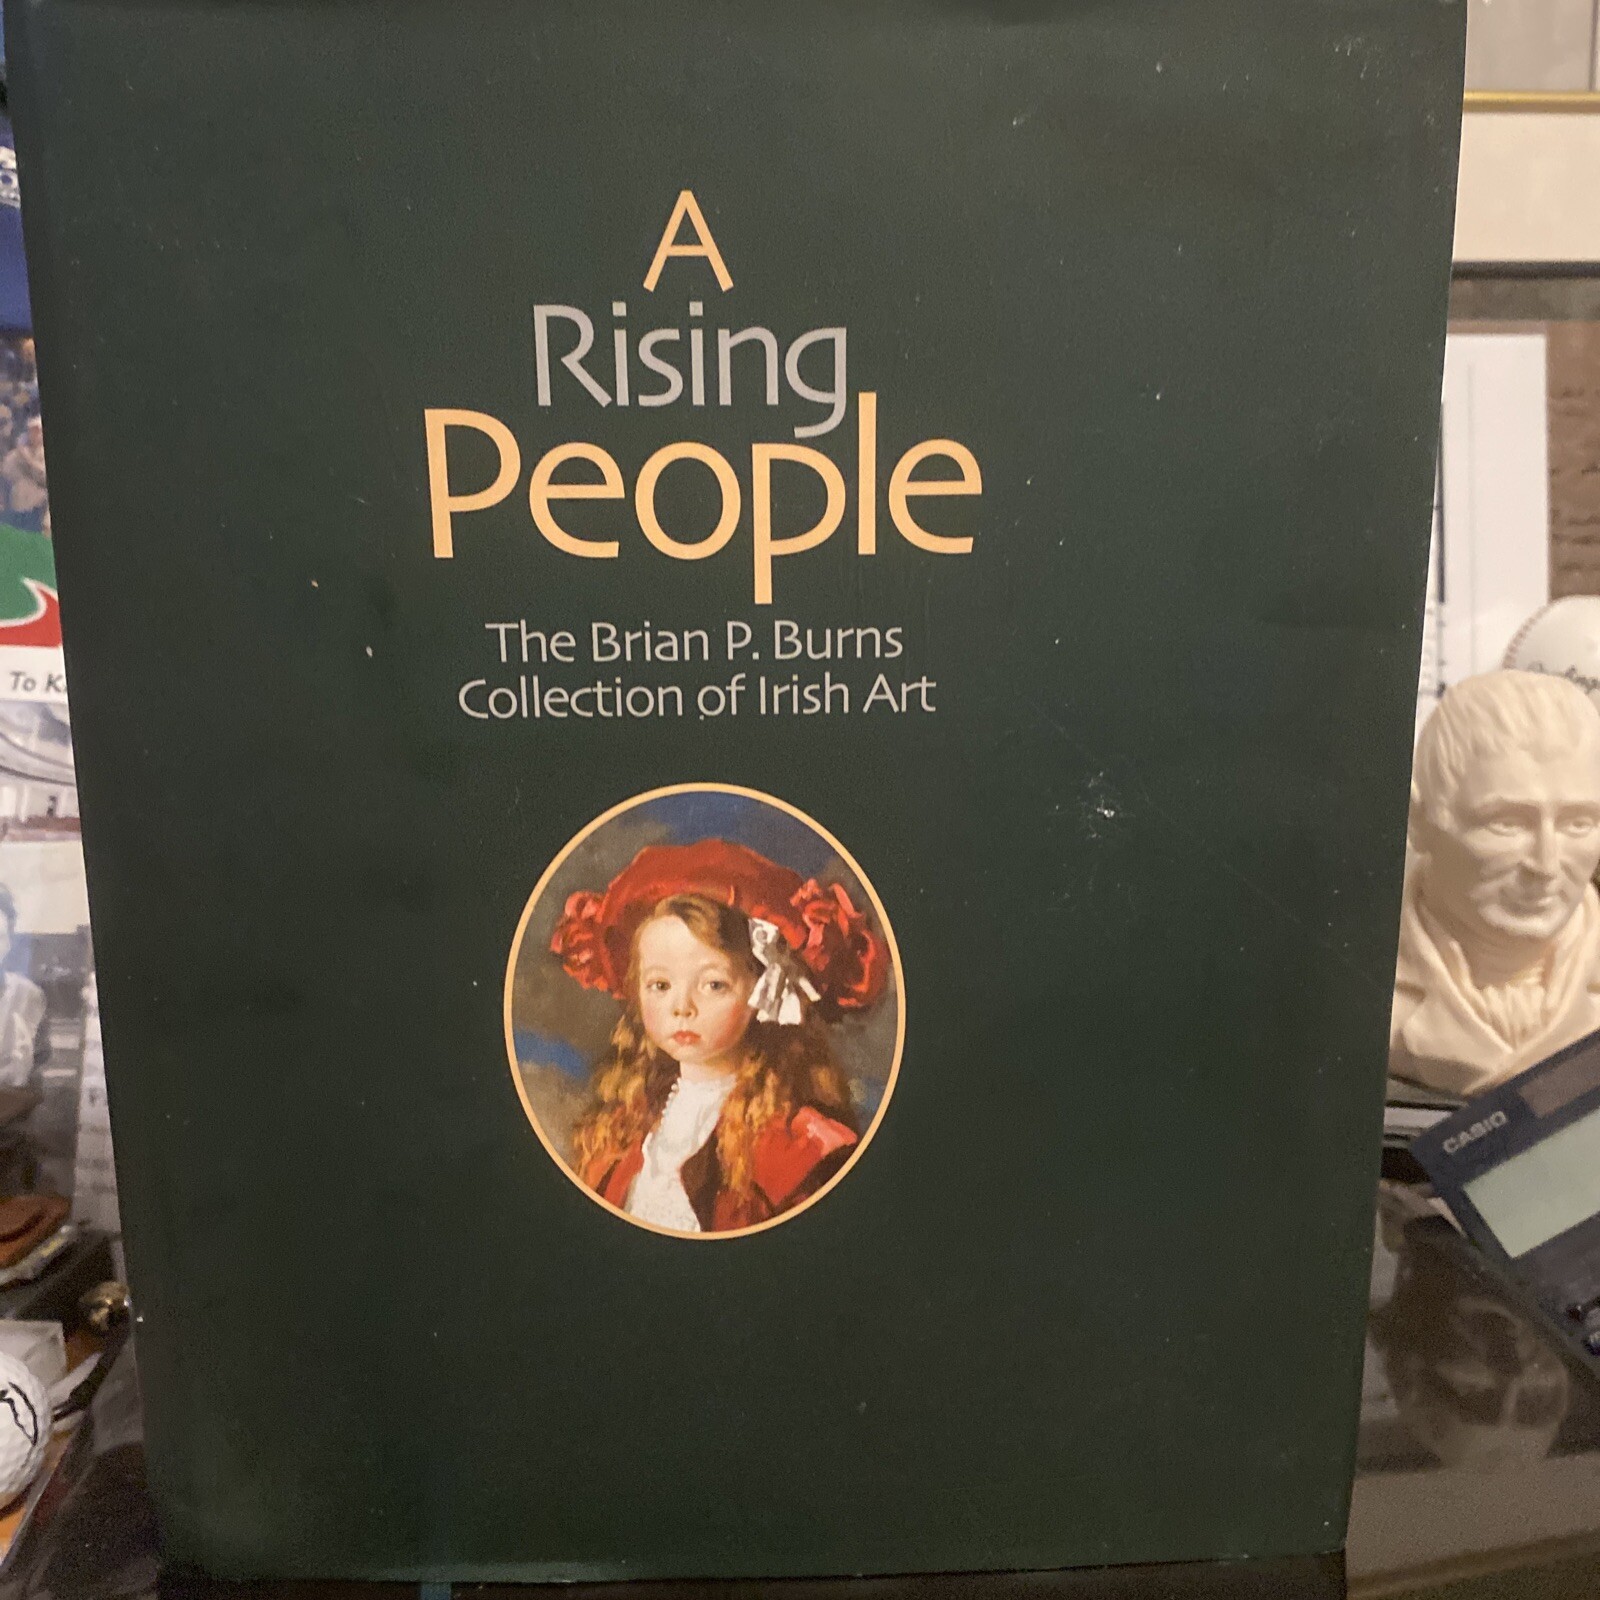 A
Rising
People
The Brian P. Burns
Collection of Irish Art
To K
CASIO